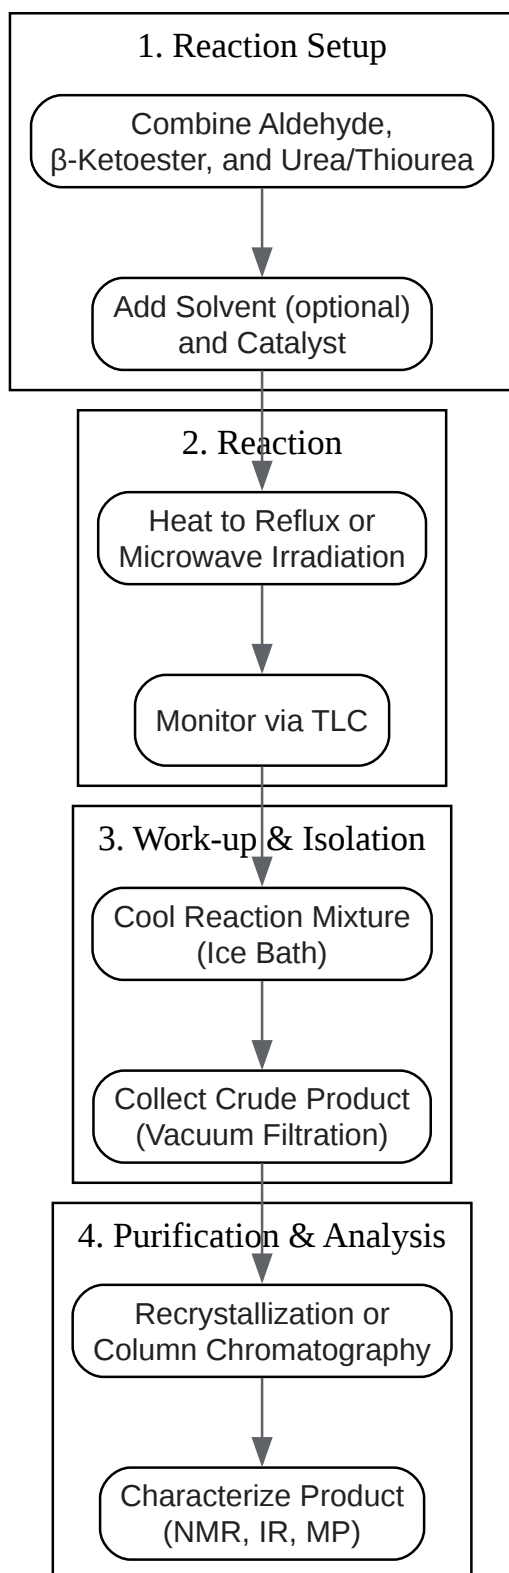 1. Reaction Setup
Combine Aldehyde,
β-Ketoester, and Urea/Thiourea
Add Solvent (optional)
and Catalyst
2. Reaction
Heat to Reflux or
Microwave Irradiation
Monitor via TLC
3. Work-up & Isolation
Cool Reaction Mixture
(Ice Bath)
Collect Crude Product
(Vacuum Filtration)
4. Purification & Analysis
Recrystallization or
Column Chromatography
Characterize Product
(NMR, IR, MP)